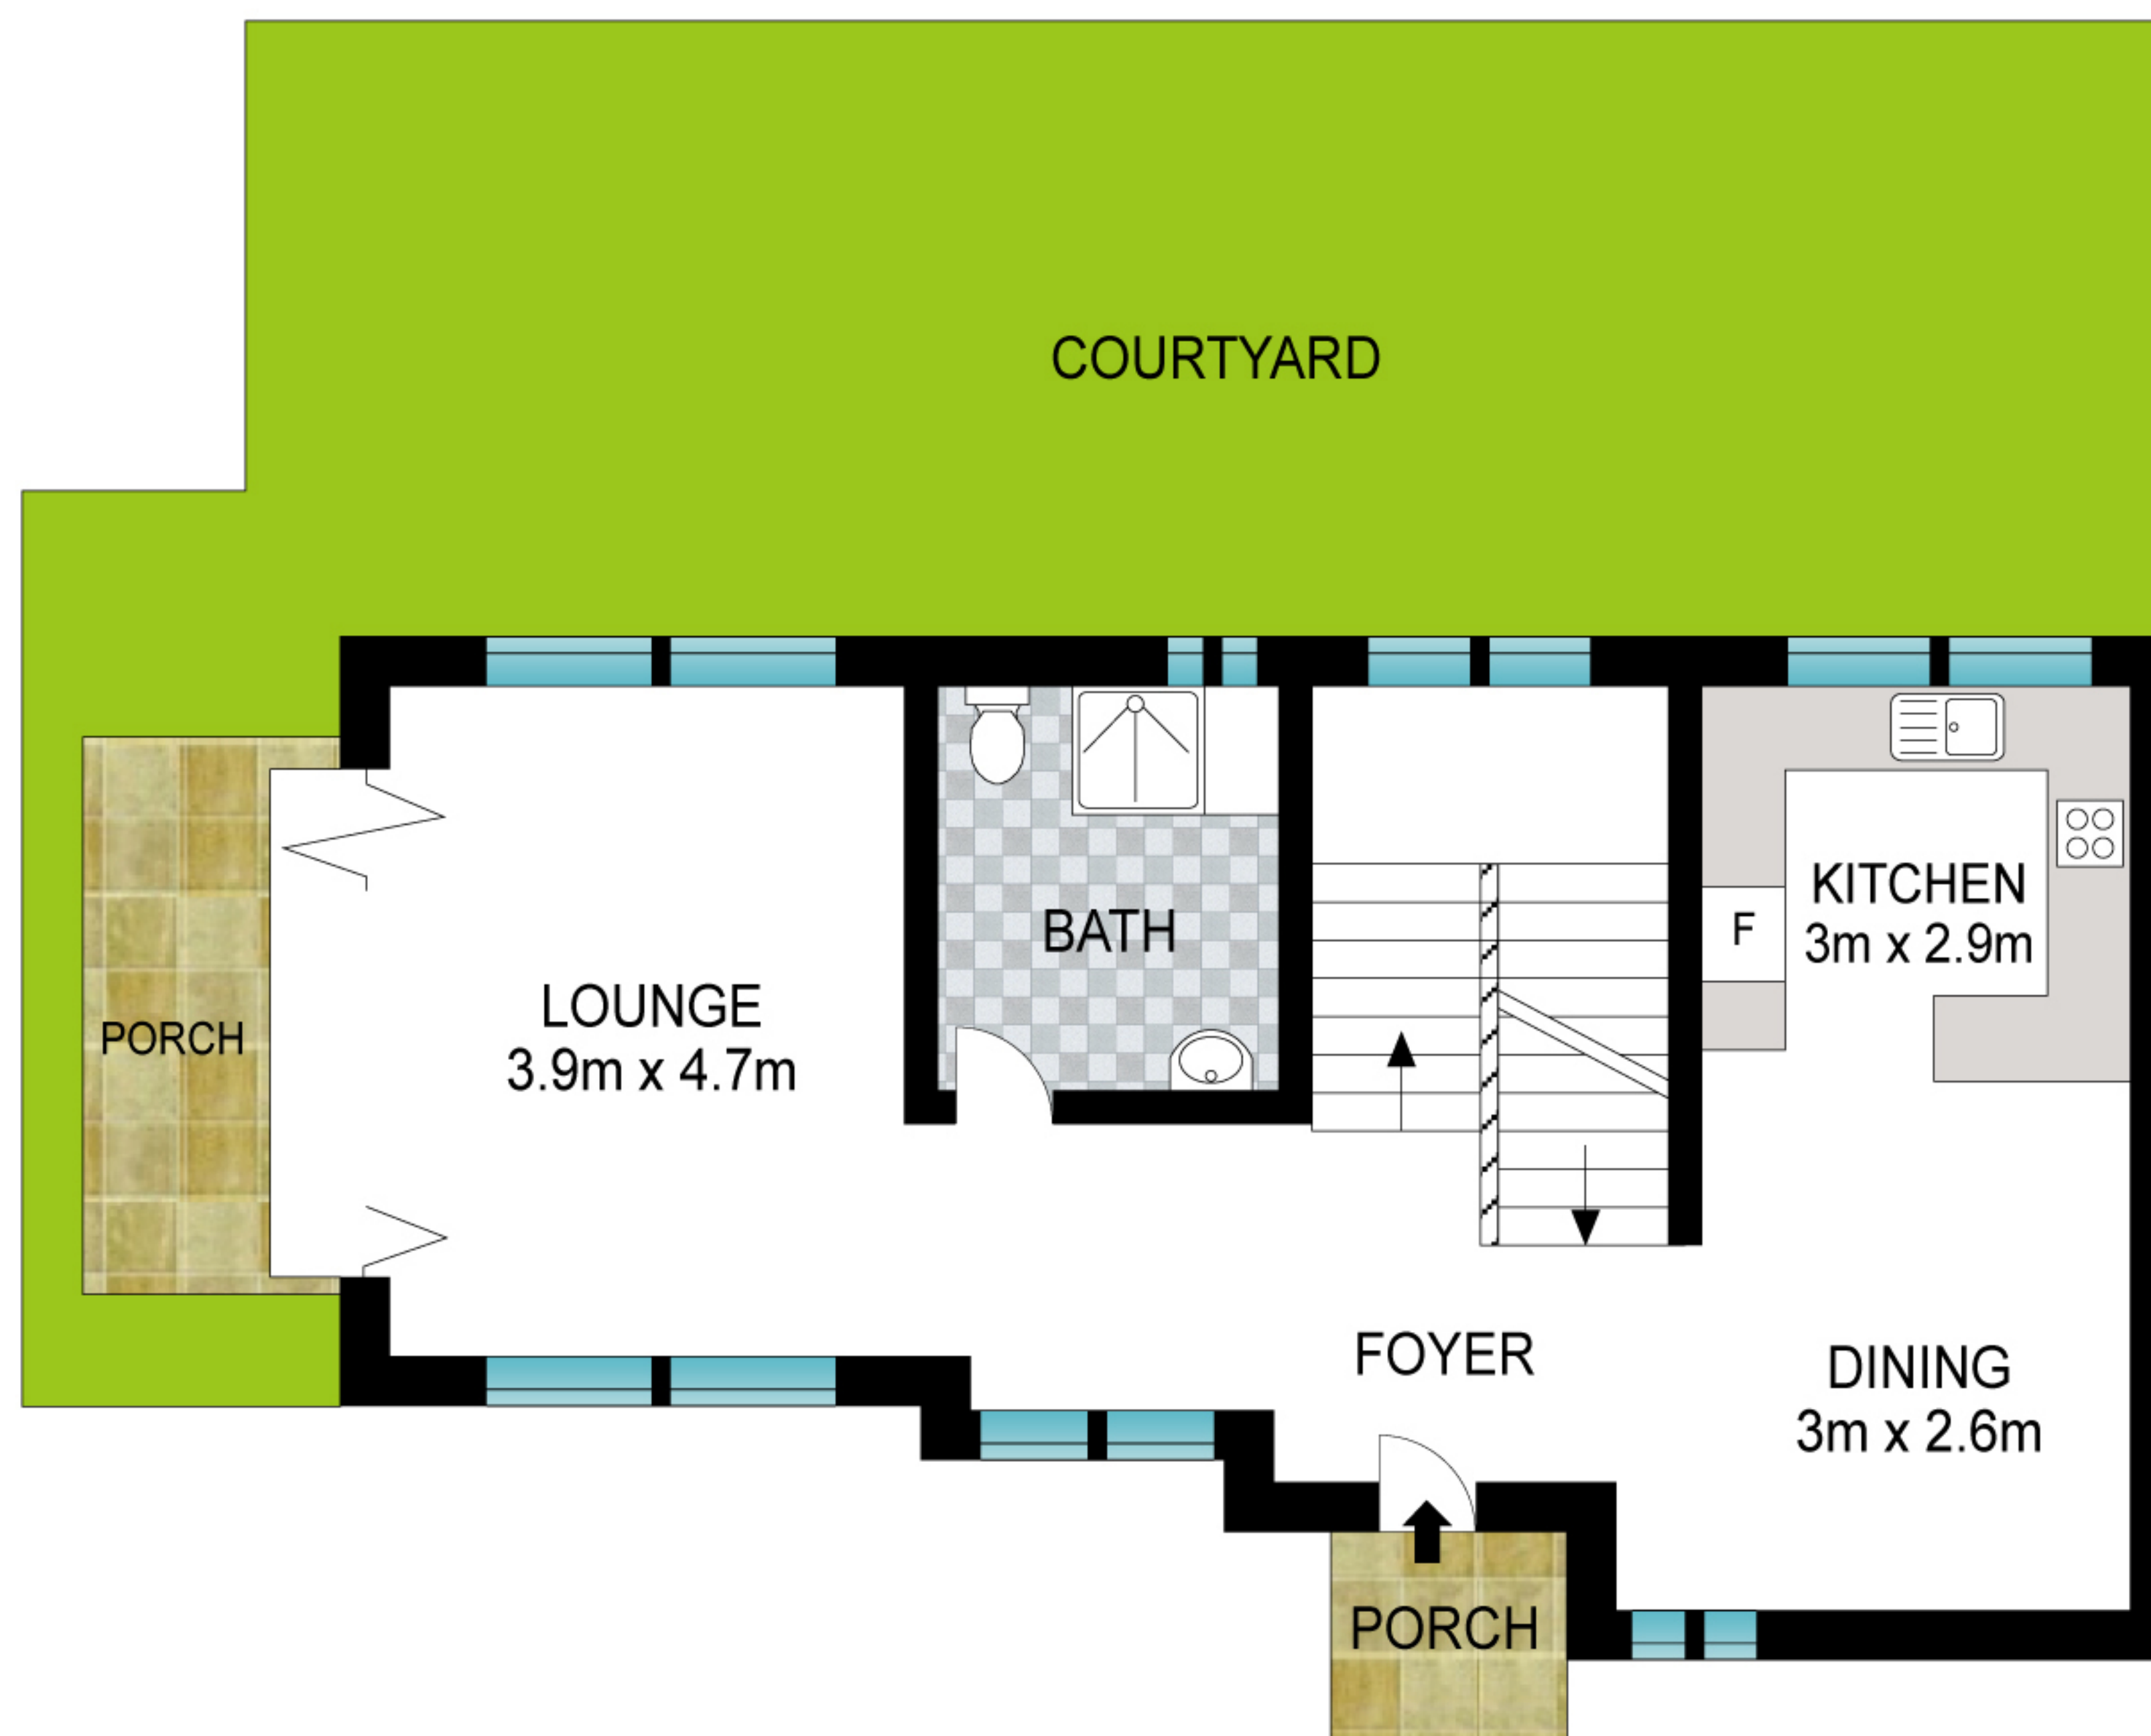 COURTYARD
KITCHEN
3m x 2.9m
F
BATH
LOUNGE
3.9m x 4.7m
PORCH
FOYER
DINING
3m x 2.6m
PORCH